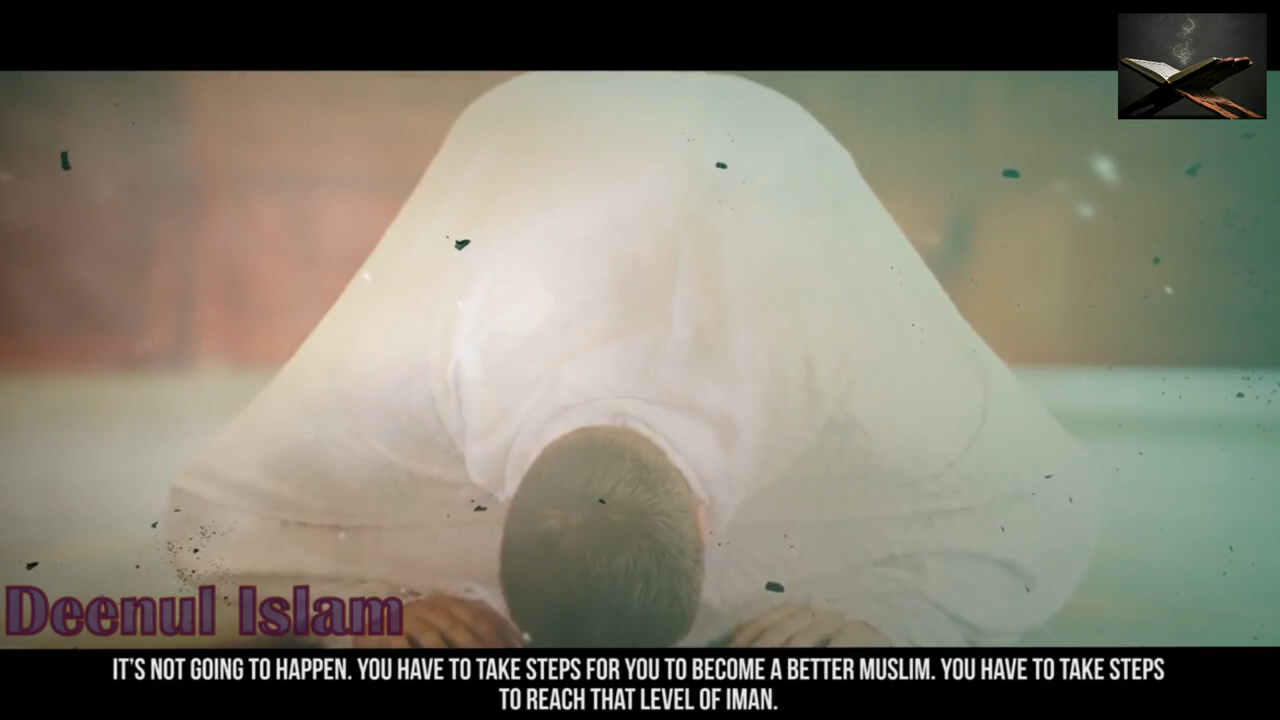 Deenul Islam
IT'S NOT GOING TO HAPPEN. YOU HAVE TO TAKE STEPS FOR YOU TO BECOME A BETTER MUSLIM. YOU HAVE TO TAKE STEPS
TO REACH THAT LEVEL OF IMAN.